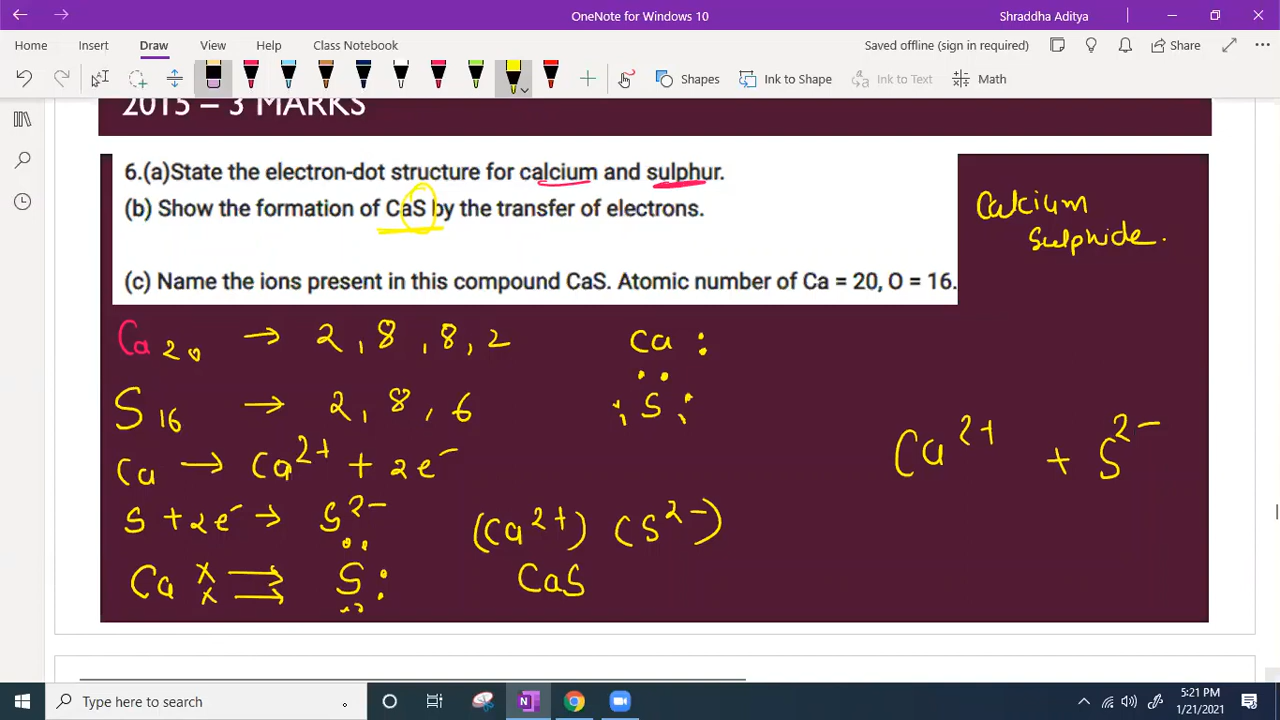 OneNote for Windows 10
Shraddha Aditya
Home Insert Draw View Help Class Notebook
Saved offline (sign in required)
Share
Shapes
Ink to Shape
Ink to Text
Math
2015 – 3 MARKS
6.(a)State the electron-dot structure for calcium and sulphur.
(b) Show the formation of CaS by the transfer of electrons.
(c) Name the ions present in this compound CaS. Atomic number of Ca = 20, O = 16.
Calcium
Sulphide.
Ca 20 → 2, 8, 8, 2
Ca :
S 16 → 2, 8, 6
S
Ca → Ca²⁺ + 2e⁻
Ca²⁺ + S²⁻
S + 2e⁻ → S²⁻
(Ca²⁺) (S²⁻)
Ca x x → → S :
CaS
Type here to search
5:21 PM
1/21/2021